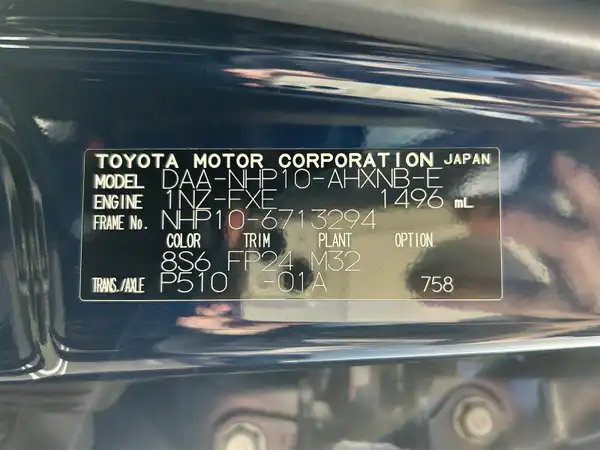 TOYOTA MOTOR CORPORATION JAPAN
MODEL DAA-NHP10-AHXNB-E
ENGINE 1NZ-FXE 1496 mL
FRAME No. NHP10-6713294
COLOR TRIM PLANT OPTION
8S6 FP24 M32
TRANS./AXLE P510 -01A 758